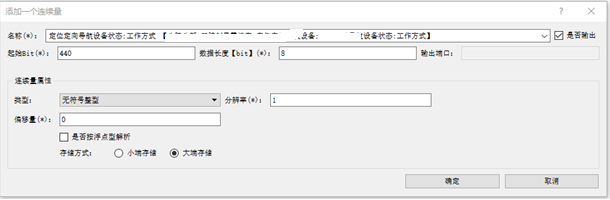 添加一个连续量
名称(*): 定位定向导航设备状态:工作方式 【 设备: 设备状态:工作方式】 是否输出
起始Bit(*): 440 数据长度【bit】(*): 8 输出端口:
连续量属性
类型: 无符号整型 分辨率(*): 1
偏移量(*): 0
是否按浮点型解析
存储方式: 小端存储 大端存储
确定 取消